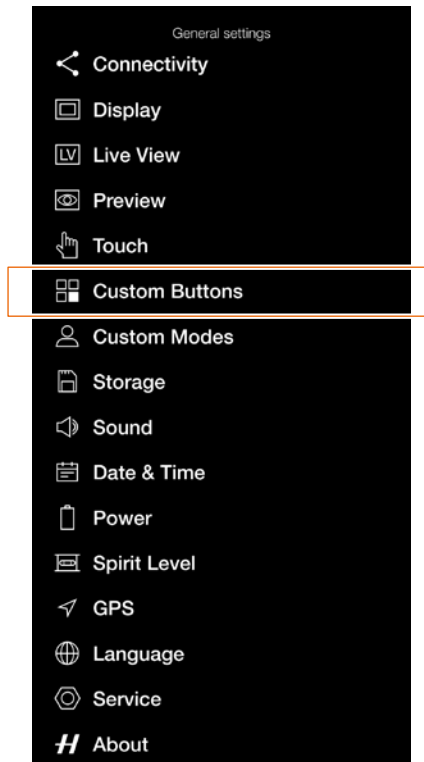 General settings
Connectivity
Display
LV Live View
Preview
Touch
Custom Buttons
Custom Modes
Storage
Sound
Date & Time
Power
Spirit Level
GPS
Language
Service
H About